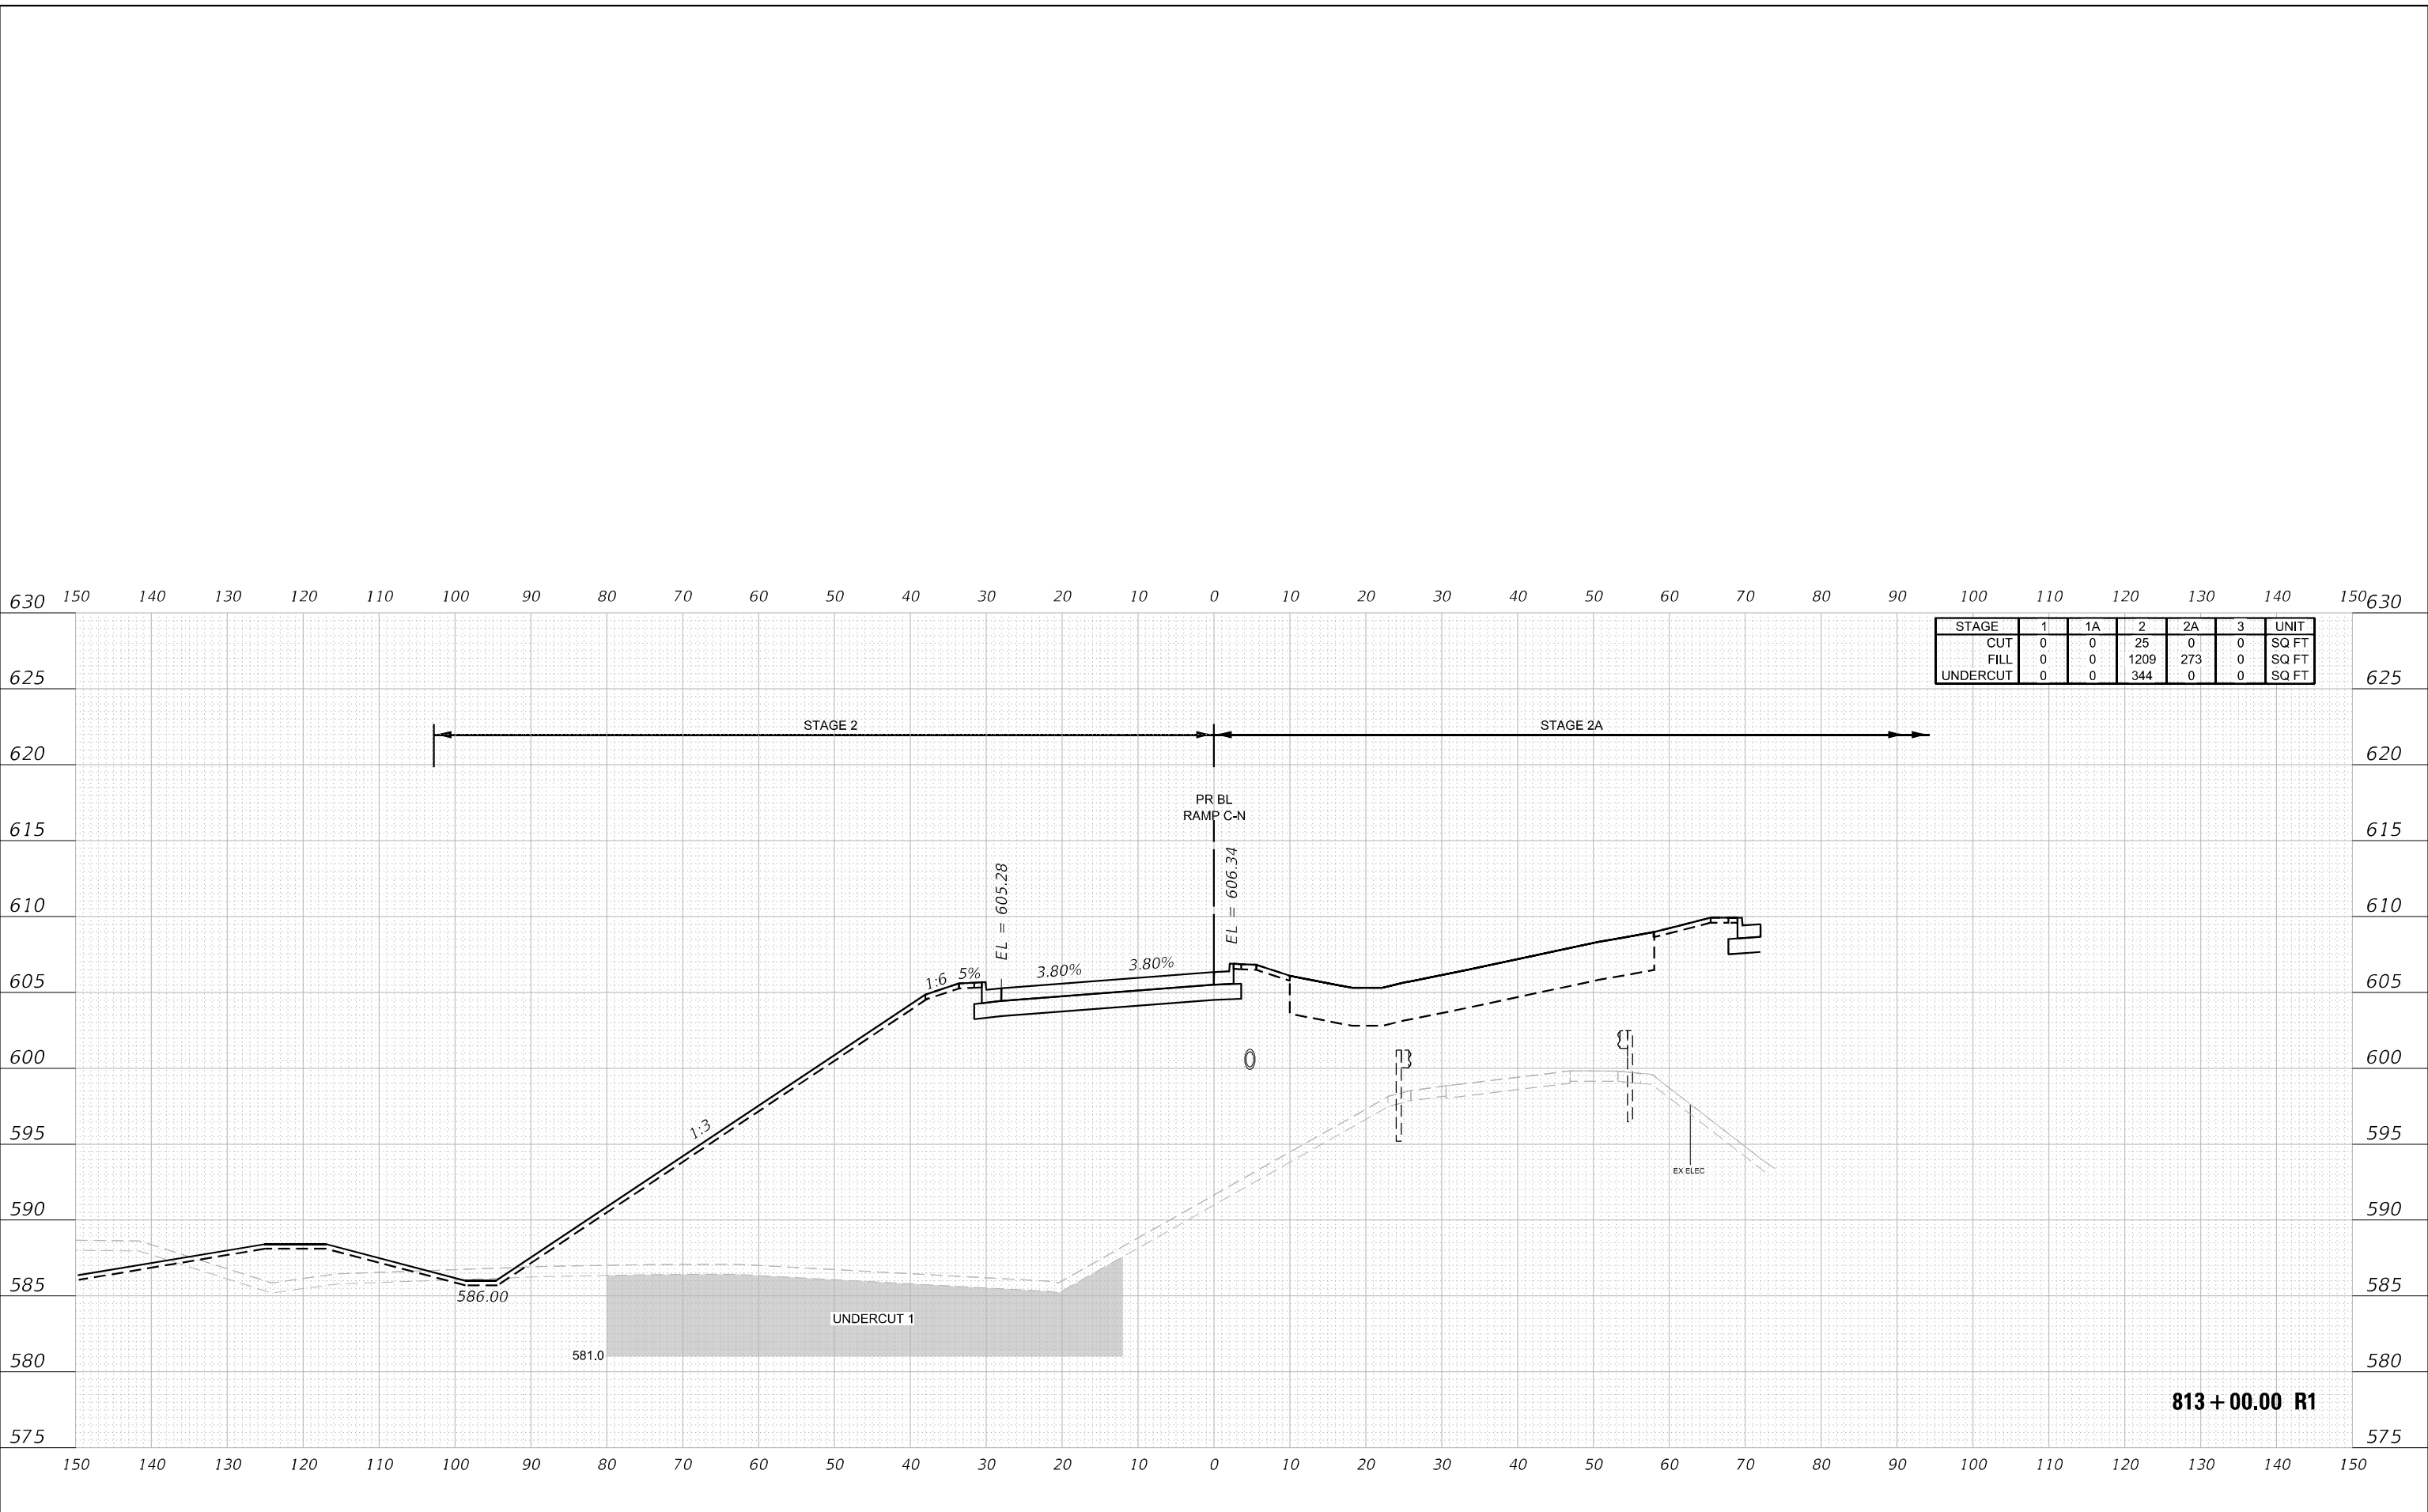 150 140 130 120 110 100 90 80 70 60 50 40 30 20 10 0 10 20 30 40 50 60 70 80 90 100 110 120 130 140 150
630 630
STAGE 1 1A 2 2A 3 UNIT
CUT 0 0 25 0 0 SQ FT
FILL 0 0 1209 273 0 SQ FT
UNDERCUT 0 0 344 0 0 SQ FT
625 625
STAGE 2 STAGE 2A
620 620
PR BL
RAMP C-N
615 615
EL = 605.28
EL = 606.34
610 610
1:6 5% 3.80% 3.80%
605 605
600 600
1:3
595 595
EX ELEC
590 590
585 585
586.00
UNDERCUT 1
581.0
580 580
813+00.00 R1
575 575
150 140 130 120 110 100 90 80 70 60 50 40 30 20 10 0 10 20 30 40 50 60 70 80 90 100 110 120 130 140 150